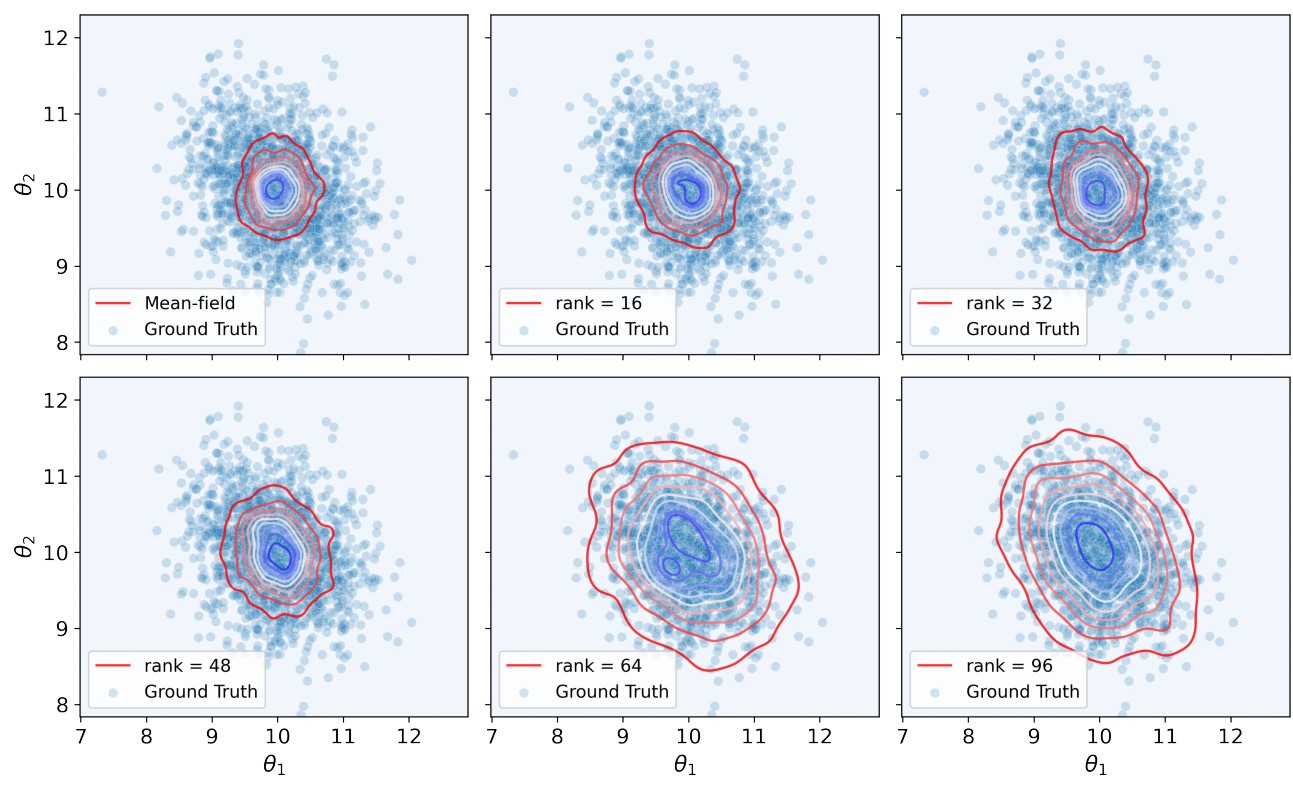 12
11
10
9
8
θ2
Mean-field
Ground Truth
rank = 16
Ground Truth
rank = 32
Ground Truth
12
11
10
9
8
θ2
rank = 48
Ground Truth
rank = 64
Ground Truth
rank = 96
Ground Truth
7 8 9 10 11 12
7 8 9 10 11 12
7 8 9 10 11 12
θ1
θ1
θ1